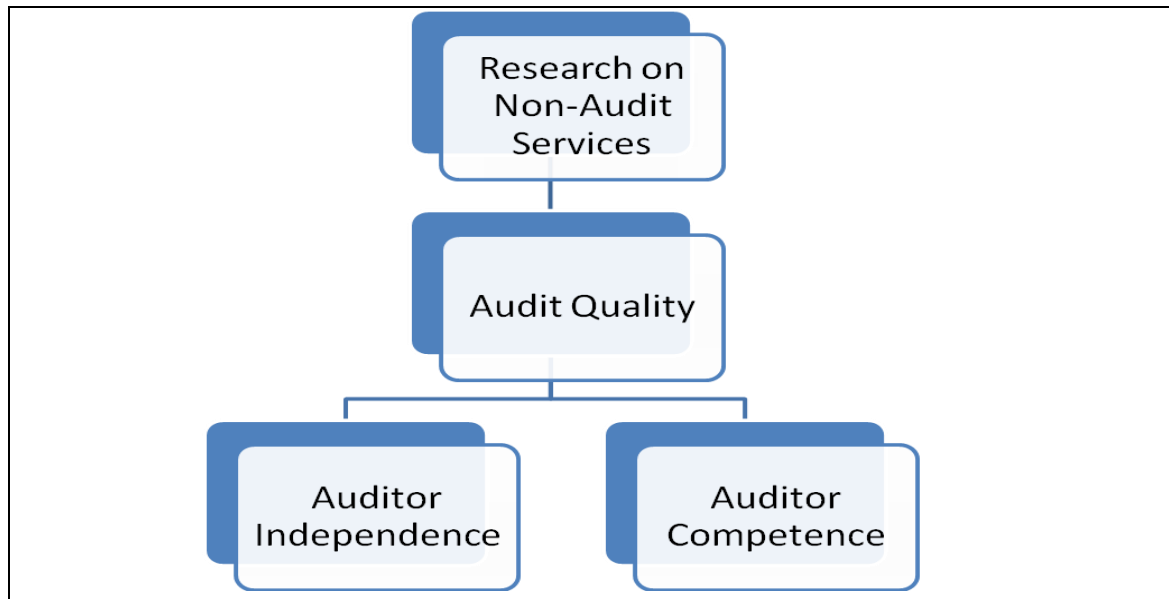 Research on
Non-Audit
Services
Audit Quality
Auditor
Independence
Auditor
Competence